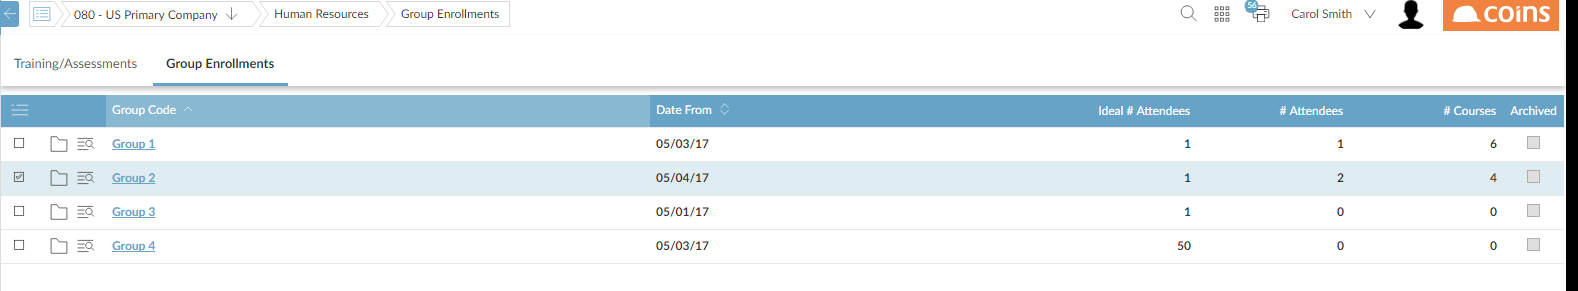 080 - US Primary Company Human Resources Group Enrollments 56 Carol Smith COINS
Training/Assessments Group Enrollments
Group Code Date From Ideal # Attendees # Attendees # Courses Archived
Group 1 05/03/17 1 1 6
Group 2 05/04/17 1 2 4
Group 3 05/01/17 1 0 0
Group 4 05/03/17 50 0 0